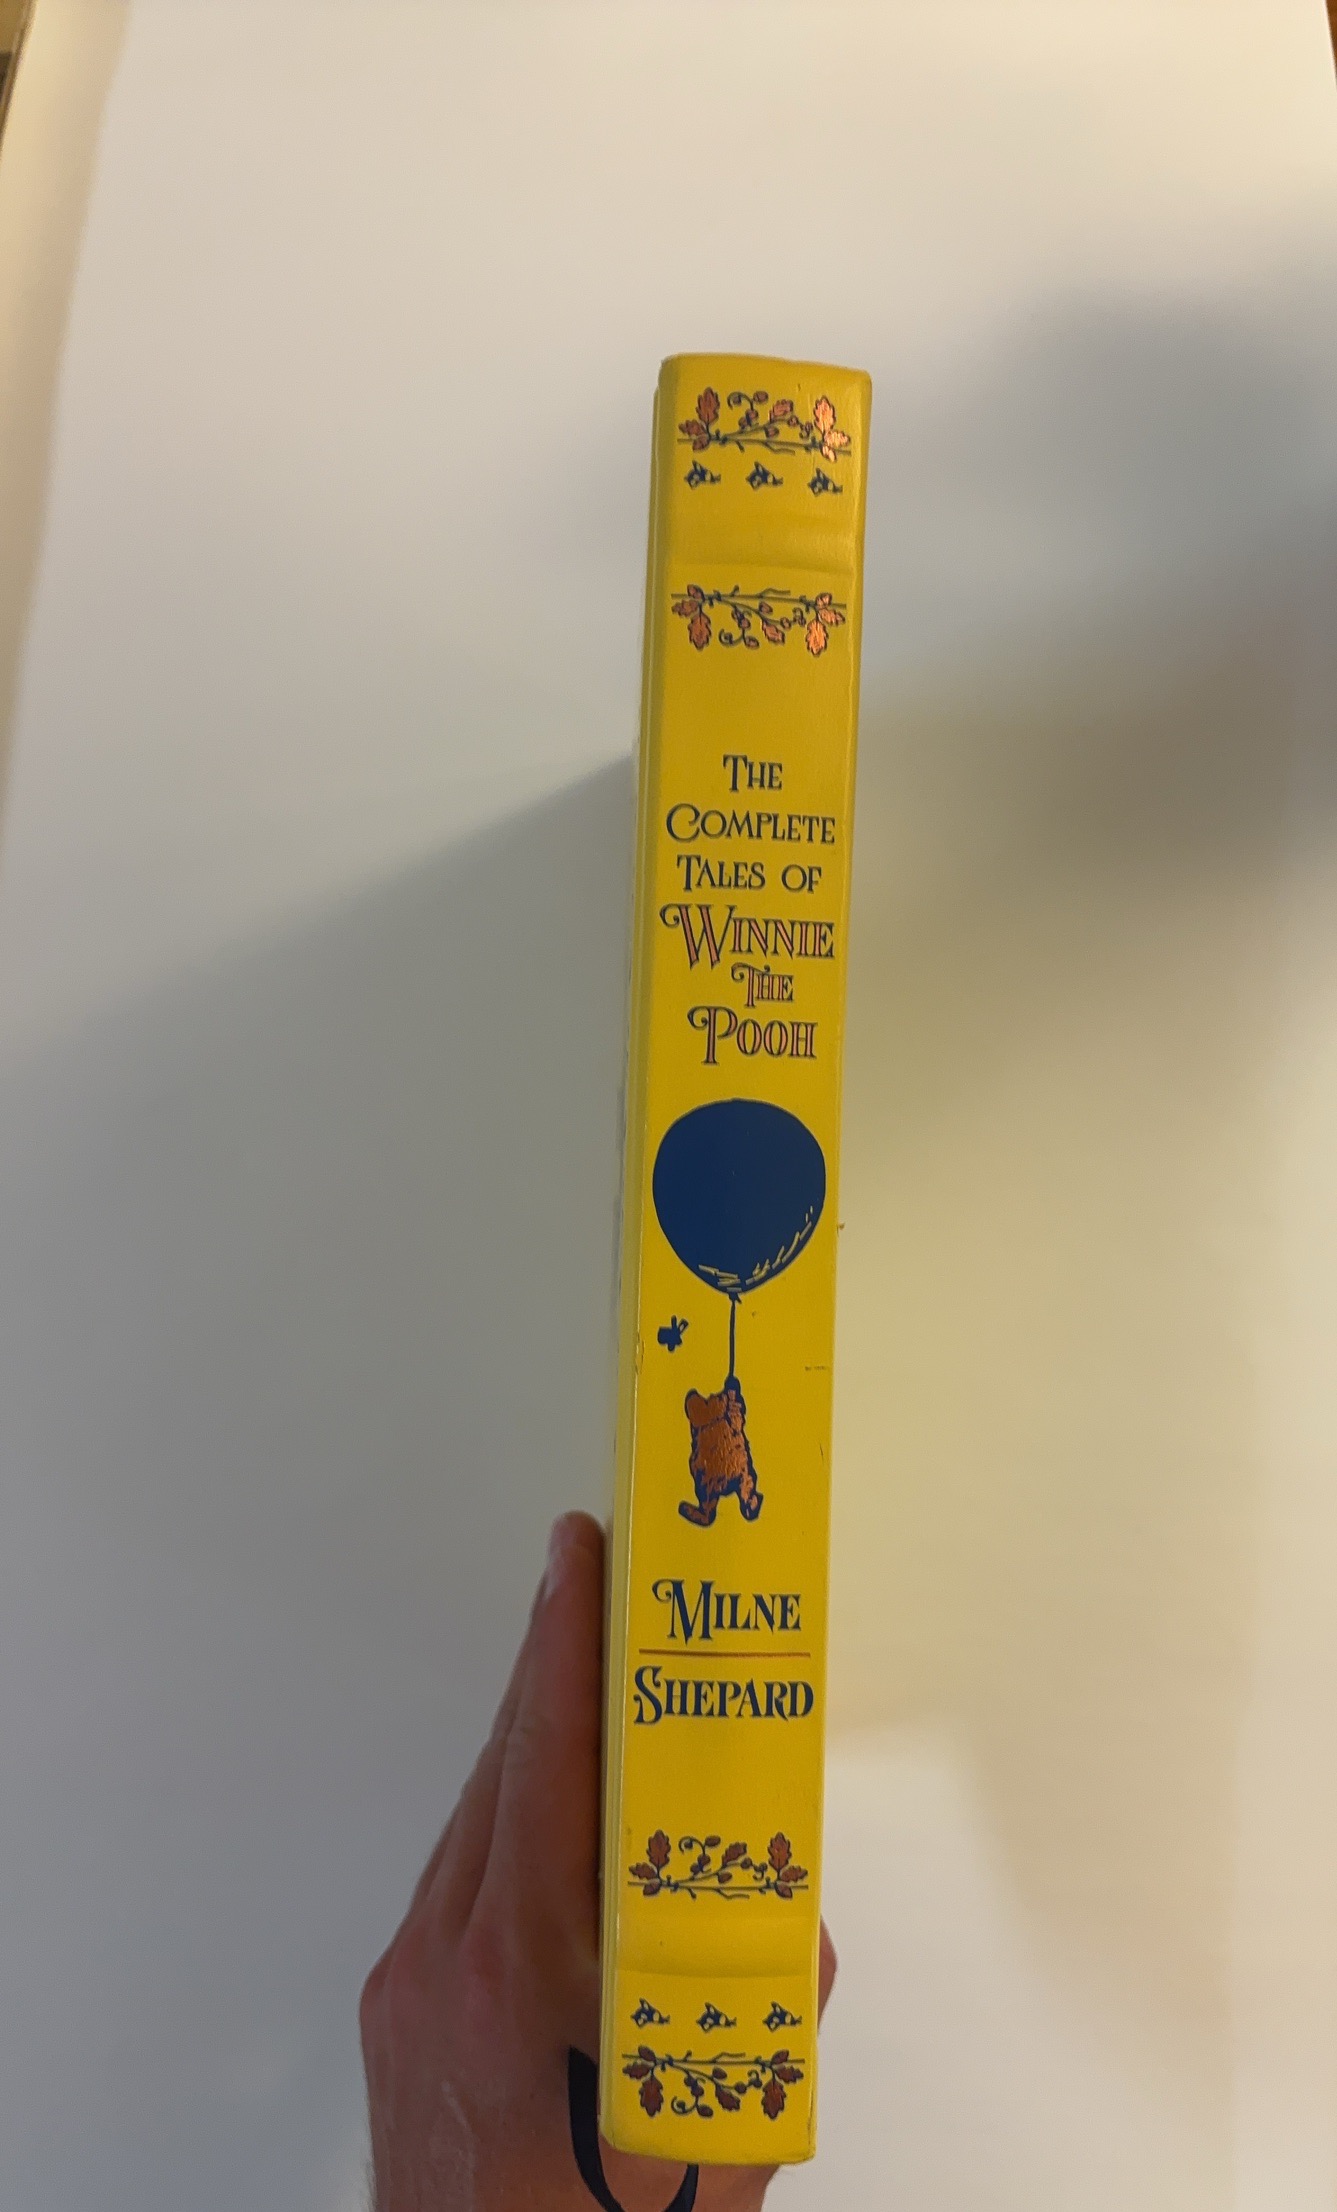 The
Complete
Tales of
Winnie
The
Pooh
Milne
Shepard